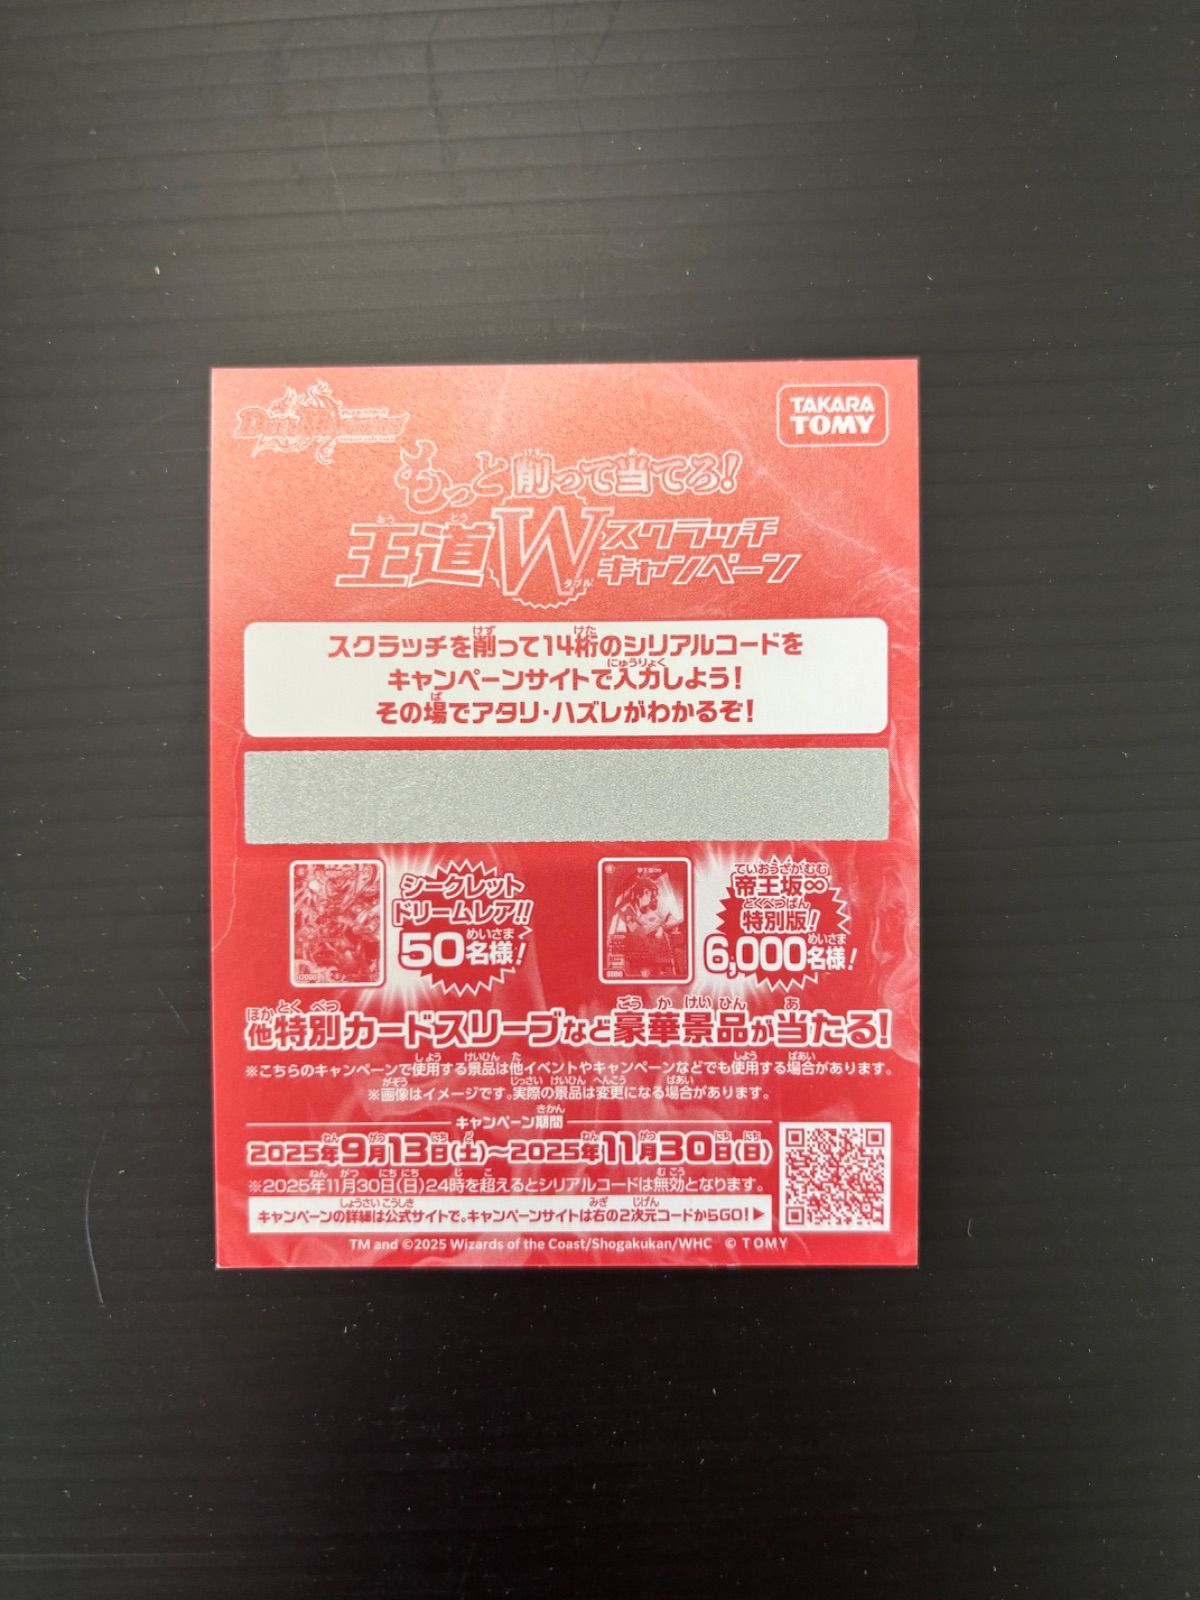 DUEL MASTERS
TAKARA TOMY
もっと削って当てろ!
王道W スクラッチ
キャンペーン
スクラッチを削って14桁のシリアルコードを
キャンペーンサイトで入力しよう!
その場でアタリ・ハズレがわかるぞ!
シークレット
ドリームレア!!
50名様!
帝王坂∞
帝王坂∞
特別版!
6,000名様!
他特別カードスリーブなど豪華景品が当たる!
※こちらのキャンペーンで使用する景品は他イベントやキャンペーンなどでも使用する場合があります。
※画像はイメージです。実際の景品は変更になる場合があります。
キャンペーン期間
2025年9月13日(土)~2025年11月30日(日)
※2025年11月30日(日)24時を超えるとシリアルコードは無効となります。
キャンペーンの詳細は公式サイトで。キャンペーンサイトは右の2次元コードからGO!▶
TM and ©2025 Wizards of the Coast/Shogakukan/WHC © TOMY